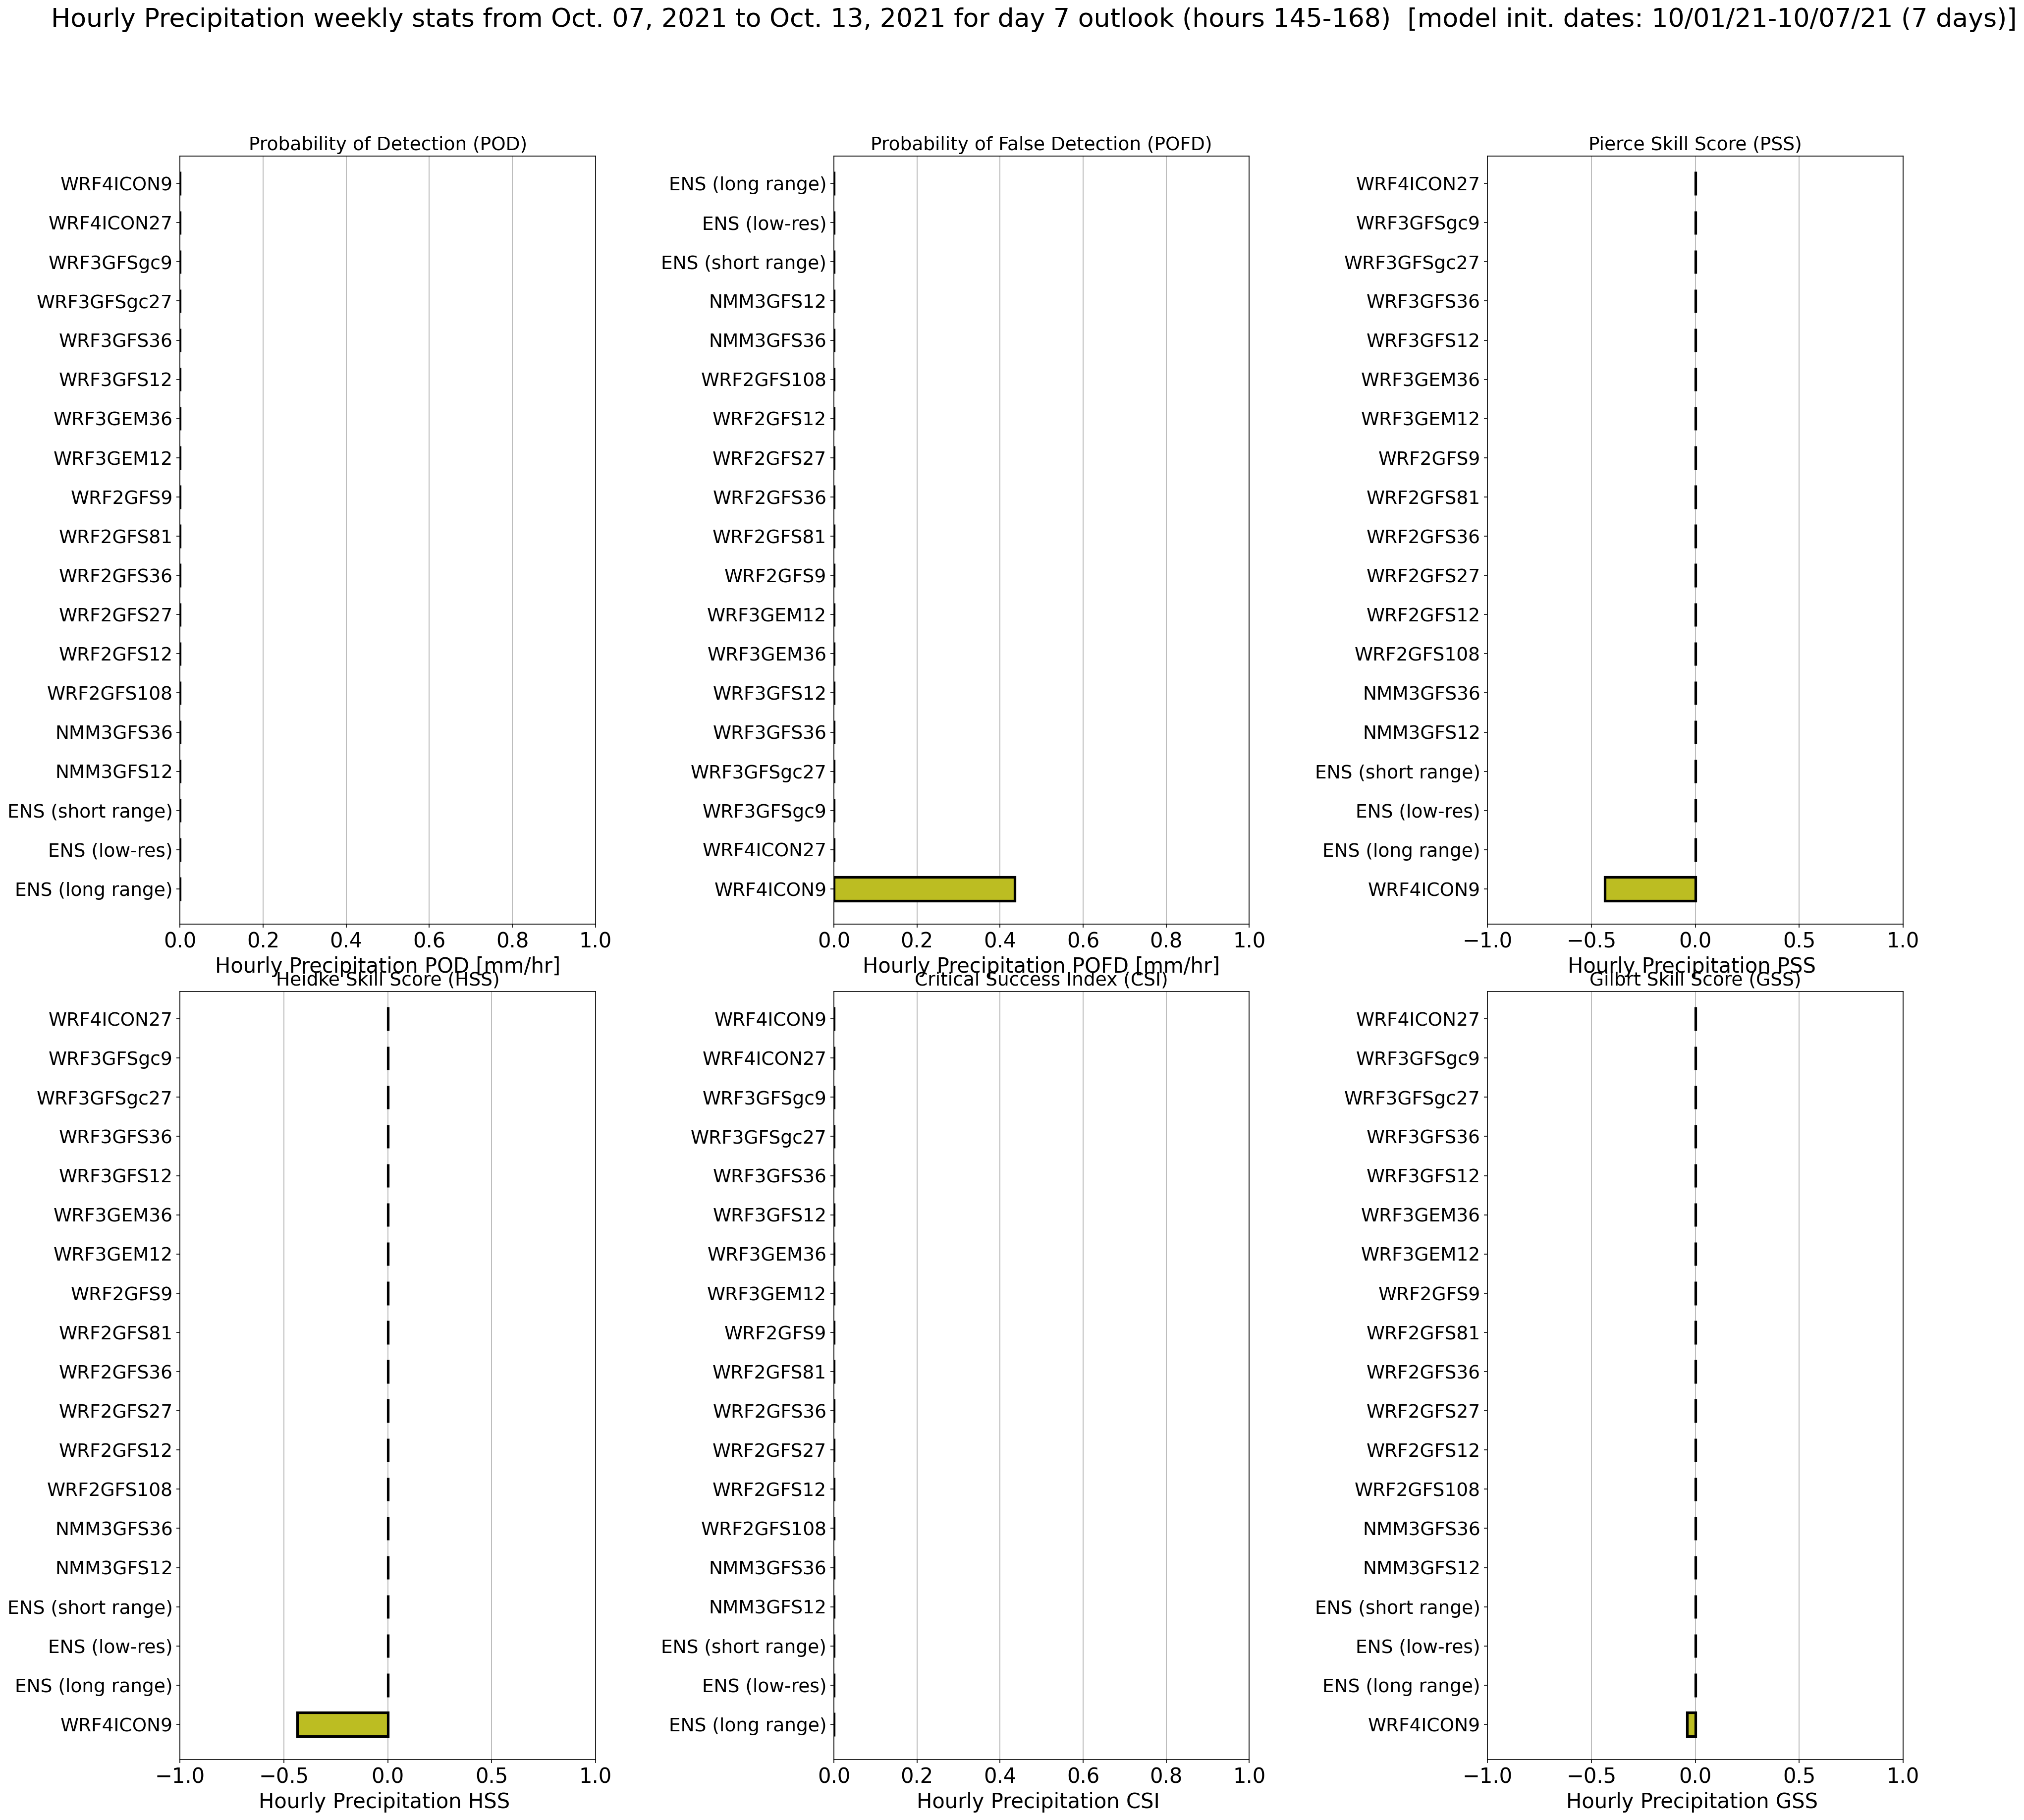 Hourly Precipitation weekly stats from Oct. 07, 2021 to Oct. 13, 2021 for day 7 outlook (hours 145-168)  [model init. dates: 10/01/21-10/07/21 (7 days)]
Probability of Detection (POD)
WRF4ICON9
WRF4ICON27
WRF3GFSgc9
WRF3GFSgc27
WRF3GFS36
WRF3GFS12
WRF3GEM36
WRF3GEM12
WRF2GFS9
WRF2GFS81
WRF2GFS36
WRF2GFS27
WRF2GFS12
WRF2GFS108
NMM3GFS36
NMM3GFS12
ENS (short range)
ENS (low-res)
ENS (long range)
0.0 0.2 0.4 0.6 0.8 1.0
Hourly Precipitation POD [mm/hr]
Probability of False Detection (POFD)
ENS (long range)
ENS (low-res)
ENS (short range)
NMM3GFS12
NMM3GFS36
WRF2GFS108
WRF2GFS12
WRF2GFS27
WRF2GFS36
WRF2GFS81
WRF2GFS9
WRF3GEM12
WRF3GEM36
WRF3GFS12
WRF3GFS36
WRF3GFSgc27
WRF3GFSgc9
WRF4ICON27
WRF4ICON9
0.0 0.2 0.4 0.6 0.8 1.0
Hourly Precipitation POFD [mm/hr]
Pierce Skill Score (PSS)
WRF4ICON27
WRF3GFSgc9
WRF3GFSgc27
WRF3GFS36
WRF3GFS12
WRF3GEM36
WRF3GEM12
WRF2GFS9
WRF2GFS81
WRF2GFS36
WRF2GFS27
WRF2GFS12
WRF2GFS108
NMM3GFS36
NMM3GFS12
ENS (short range)
ENS (low-res)
ENS (long range)
WRF4ICON9
−1.0 −0.5 0.0 0.5 1.0
Hourly Precipitation PSS
Heidke Skill Score (HSS)
WRF4ICON27
WRF3GFSgc9
WRF3GFSgc27
WRF3GFS36
WRF3GFS12
WRF3GEM36
WRF3GEM12
WRF2GFS9
WRF2GFS81
WRF2GFS36
WRF2GFS27
WRF2GFS12
WRF2GFS108
NMM3GFS36
NMM3GFS12
ENS (short range)
ENS (low-res)
ENS (long range)
WRF4ICON9
−1.0 −0.5 0.0 0.5 1.0
Hourly Precipitation HSS
Critical Success Index (CSI)
WRF4ICON9
WRF4ICON27
WRF3GFSgc9
WRF3GFSgc27
WRF3GFS36
WRF3GFS12
WRF3GEM36
WRF3GEM12
WRF2GFS9
WRF2GFS81
WRF2GFS36
WRF2GFS27
WRF2GFS12
WRF2GFS108
NMM3GFS36
NMM3GFS12
ENS (short range)
ENS (low-res)
ENS (long range)
0.0 0.2 0.4 0.6 0.8 1.0
Hourly Precipitation CSI
Gilbrt Skill Score (GSS)
WRF4ICON27
WRF3GFSgc9
WRF3GFSgc27
WRF3GFS36
WRF3GFS12
WRF3GEM36
WRF3GEM12
WRF2GFS9
WRF2GFS81
WRF2GFS36
WRF2GFS27
WRF2GFS12
WRF2GFS108
NMM3GFS36
NMM3GFS12
ENS (short range)
ENS (low-res)
ENS (long range)
WRF4ICON9
−1.0 −0.5 0.0 0.5 1.0
Hourly Precipitation GSS